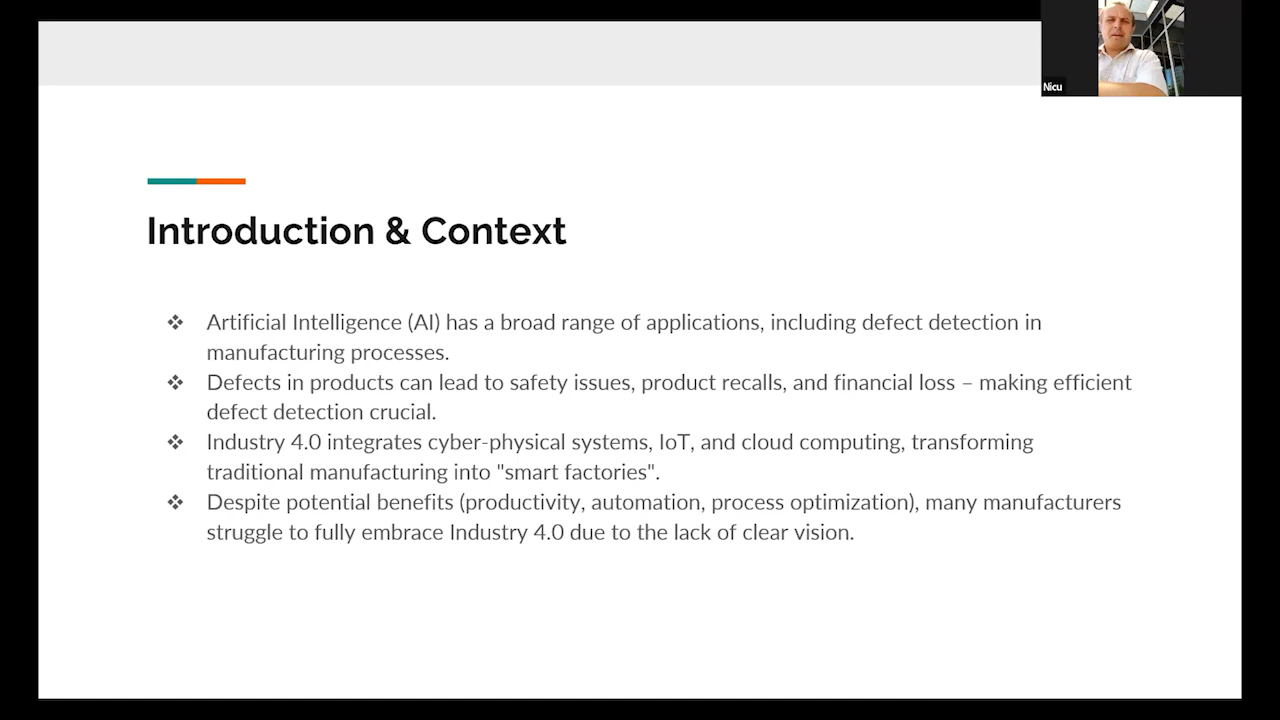 Nicu
Introduction & Context
❖ Artificial Intelligence (AI) has a broad range of applications, including defect detection in
manufacturing processes.
❖ Defects in products can lead to safety issues, product recalls, and financial loss – making efficient
defect detection crucial.
❖ Industry 4.0 integrates cyber-physical systems, IoT, and cloud computing, transforming
traditional manufacturing into "smart factories".
❖ Despite potential benefits (productivity, automation, process optimization), many manufacturers
struggle to fully embrace Industry 4.0 due to the lack of clear vision.